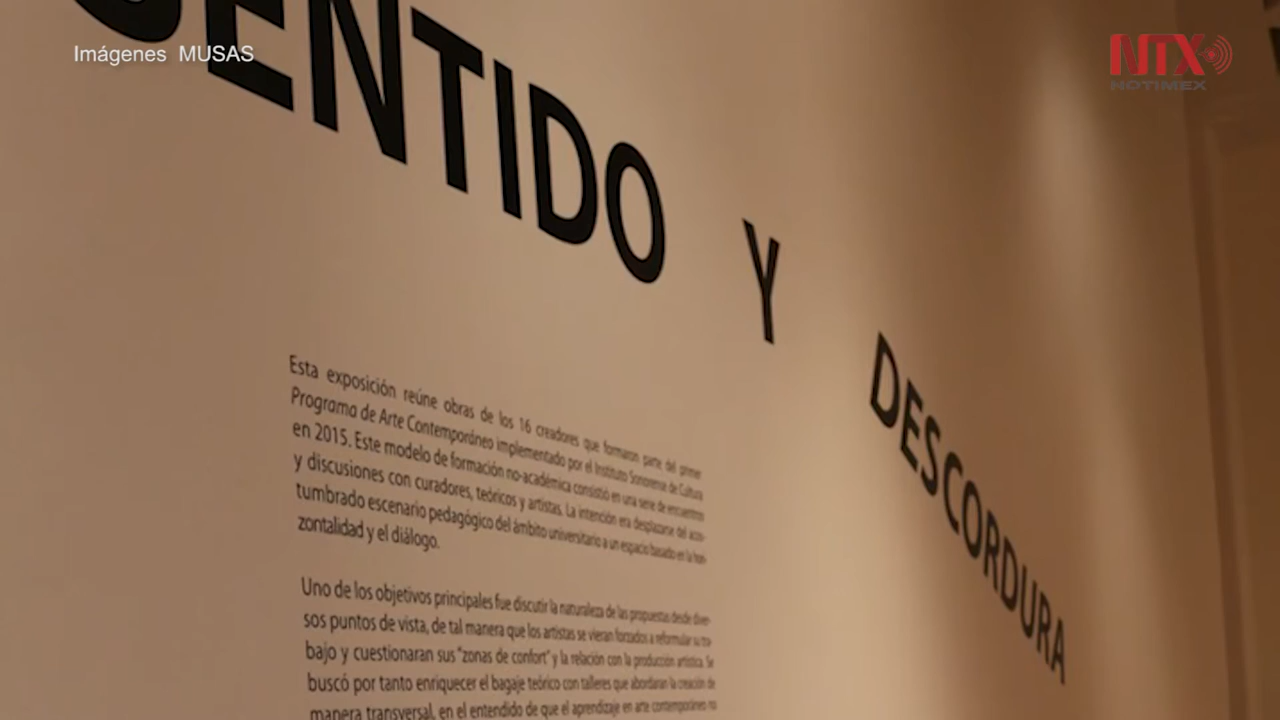 Imágenes MUSAS
NTX
NOTIMEX
SENTIDO Y DESCORDURA
Esta exposición reúne obras de los 16 creadores que formaron parte del primer
Programa de Arte Contemporáneo implementado por el Instituto Sonorense de Cultura
en 2015. Este modelo de formación no-académica consistió en una serie de encuentros
y discusiones con curadores, teóricos y artistas. La intención era desplazarse del acos-
tumbrado escenario pedagógico del ámbito universitario a un espacio basado en la hori-
zontalidad y el diálogo.
Uno de los objetivos principales fue discutir la naturaleza de las propuestas desde diver-
sos puntos de vista, de tal manera que los artistas se vieran forzados a reformular su tra-
bajo y cuestionaran sus "zonas de confort" y la relación con la producción artística. Se
buscó por tanto enriquecer el bagaje teórico con talleres que abordaran la creación de
manera transversal, en el entendido de que el aprendizaje en arte contemporáneo no